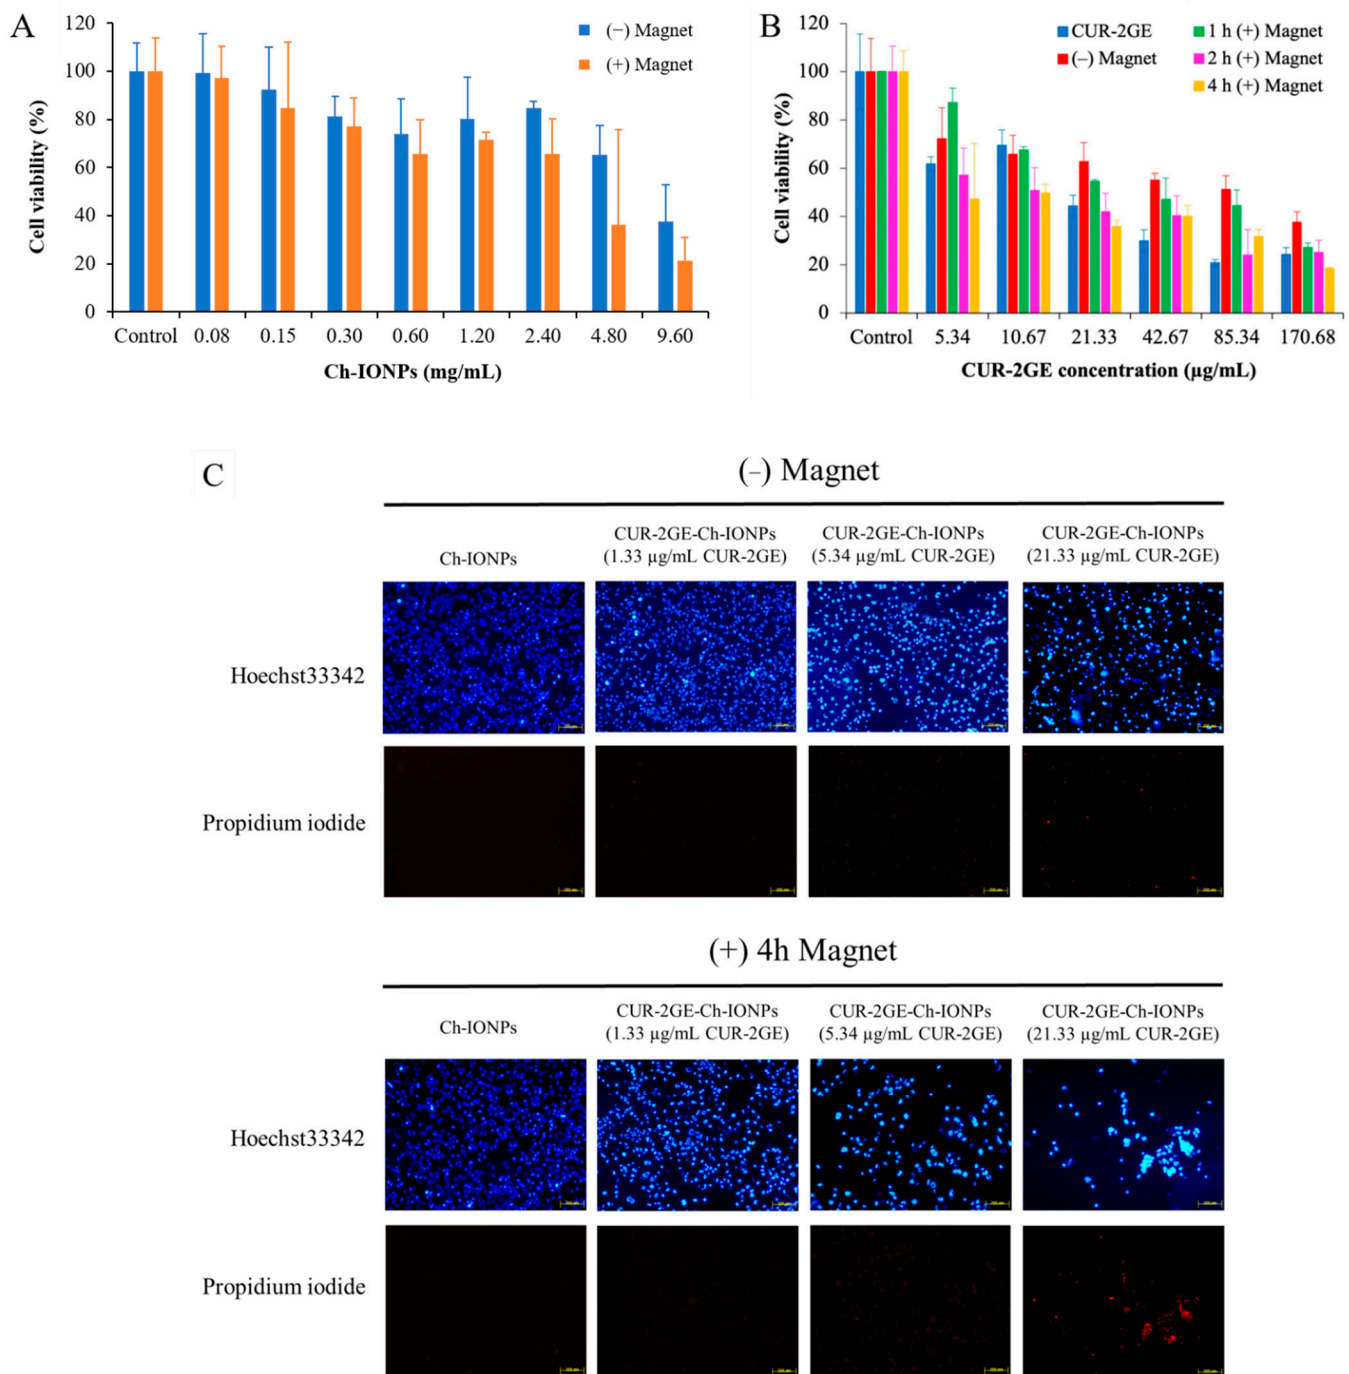 A
120
100
80
60
40
20
0
Cell viability (%)
(−) Magnet
(+) Magnet
Control 0.08 0.15 0.30 0.60 1.20 2.40 4.80 9.60
Ch-IONPs (mg/mL)
B
120
100
80
60
40
20
0
Cell viability (%)
CUR-2GE
(−) Magnet
1 h (+) Magnet
2 h (+) Magnet
4 h (+) Magnet
Control 5.34 10.67 21.33 42.67 85.34 170.68
CUR-2GE concentration (µg/mL)
C
(−) Magnet
Ch-IONPs
CUR-2GE-Ch-IONPs
(1.33 µg/mL CUR-2GE)
CUR-2GE-Ch-IONPs
(5.34 µg/mL CUR-2GE)
CUR-2GE-Ch-IONPs
(21.33 µg/mL CUR-2GE)
Hoechst33342
Propidium iodide
(+) 4h Magnet
Ch-IONPs
CUR-2GE-Ch-IONPs
(1.33 µg/mL CUR-2GE)
CUR-2GE-Ch-IONPs
(5.34 µg/mL CUR-2GE)
CUR-2GE-Ch-IONPs
(21.33 µg/mL CUR-2GE)
Hoechst33342
Propidium iodide